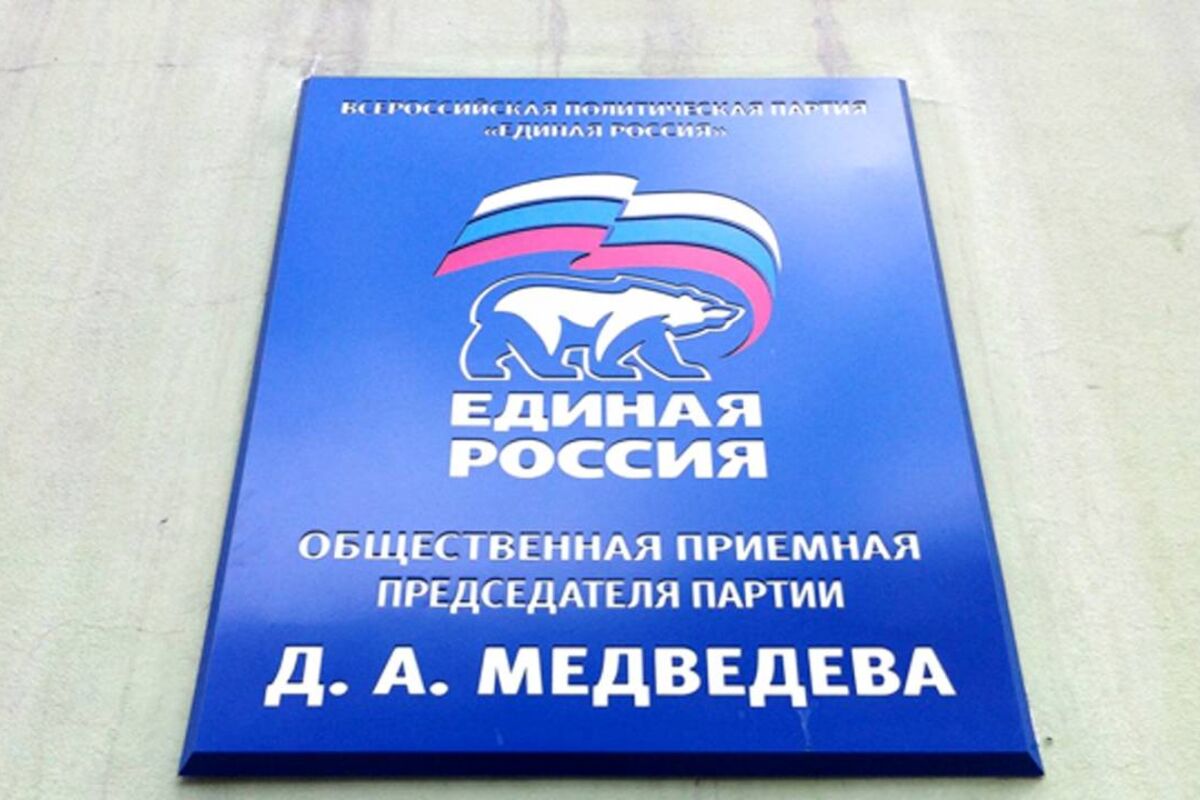 ВСЕРОССИЙСКАЯ ПОЛИТИЧЕСКАЯ ПАРТИЯ
«ЕДИНАЯ РОССИЯ»
ЕДИНАЯ
РОССИЯ
ОБЩЕСТВЕННАЯ ПРИЕМНАЯ
ПРЕДСЕДАТЕЛЯ ПАРТИИ
Д. А. МЕДВЕДЕВА